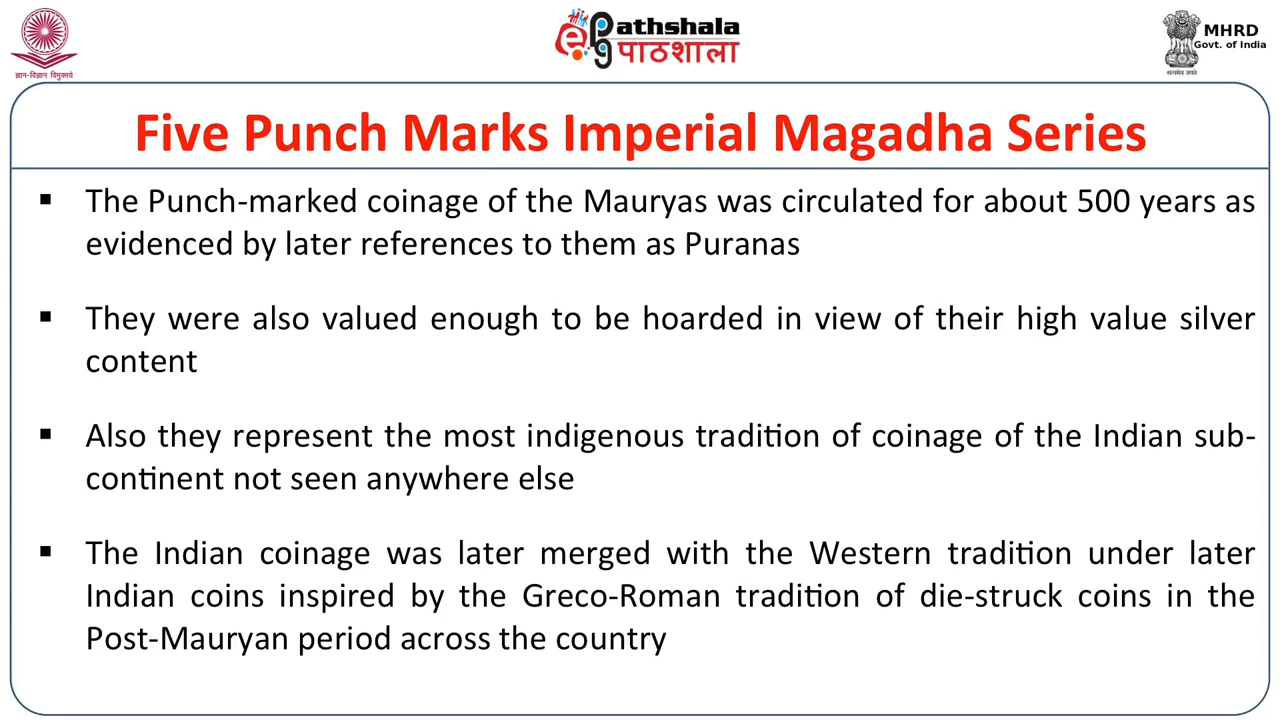 ज्ञान-विज्ञान विमुक्तये
ePathshala
पाठशाला
MHRD
Govt. of India
सत्यमेव जयते
Five Punch Marks Imperial Magadha Series
▪ The Punch-marked coinage of the Mauryas was circulated for about 500 years as
evidenced by later references to them as Puranas
▪ They were also valued enough to be hoarded in view of their high value silver
content
▪ Also they represent the most indigenous tradition of coinage of the Indian sub-
continent not seen anywhere else
▪ The Indian coinage was later merged with the Western tradition under later
Indian coins inspired by the Greco-Roman tradition of die-struck coins in the
Post-Mauryan period across the country